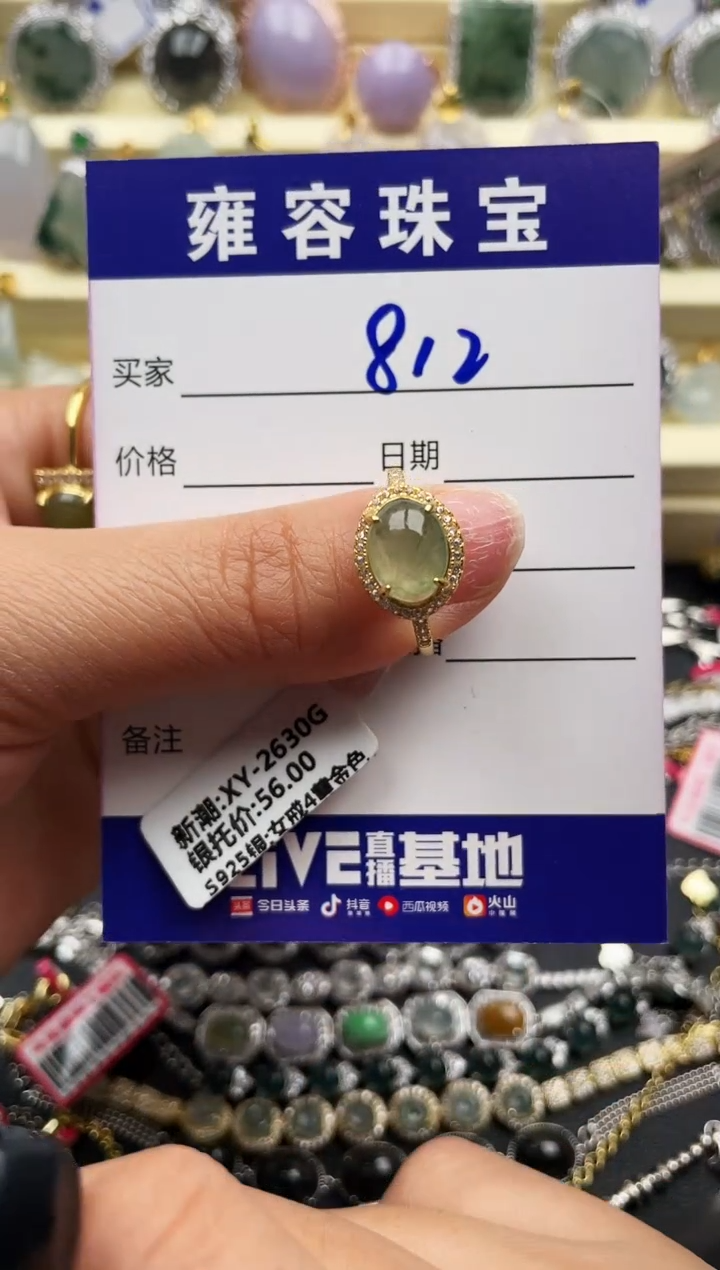 雍容珠宝
买家 812
价格 日期
备注
新潮:XY-2630G
银托价:56.00
S925银.女戒4 金色
LIVE直播基地
今日头条 抖音 西瓜视频 火山